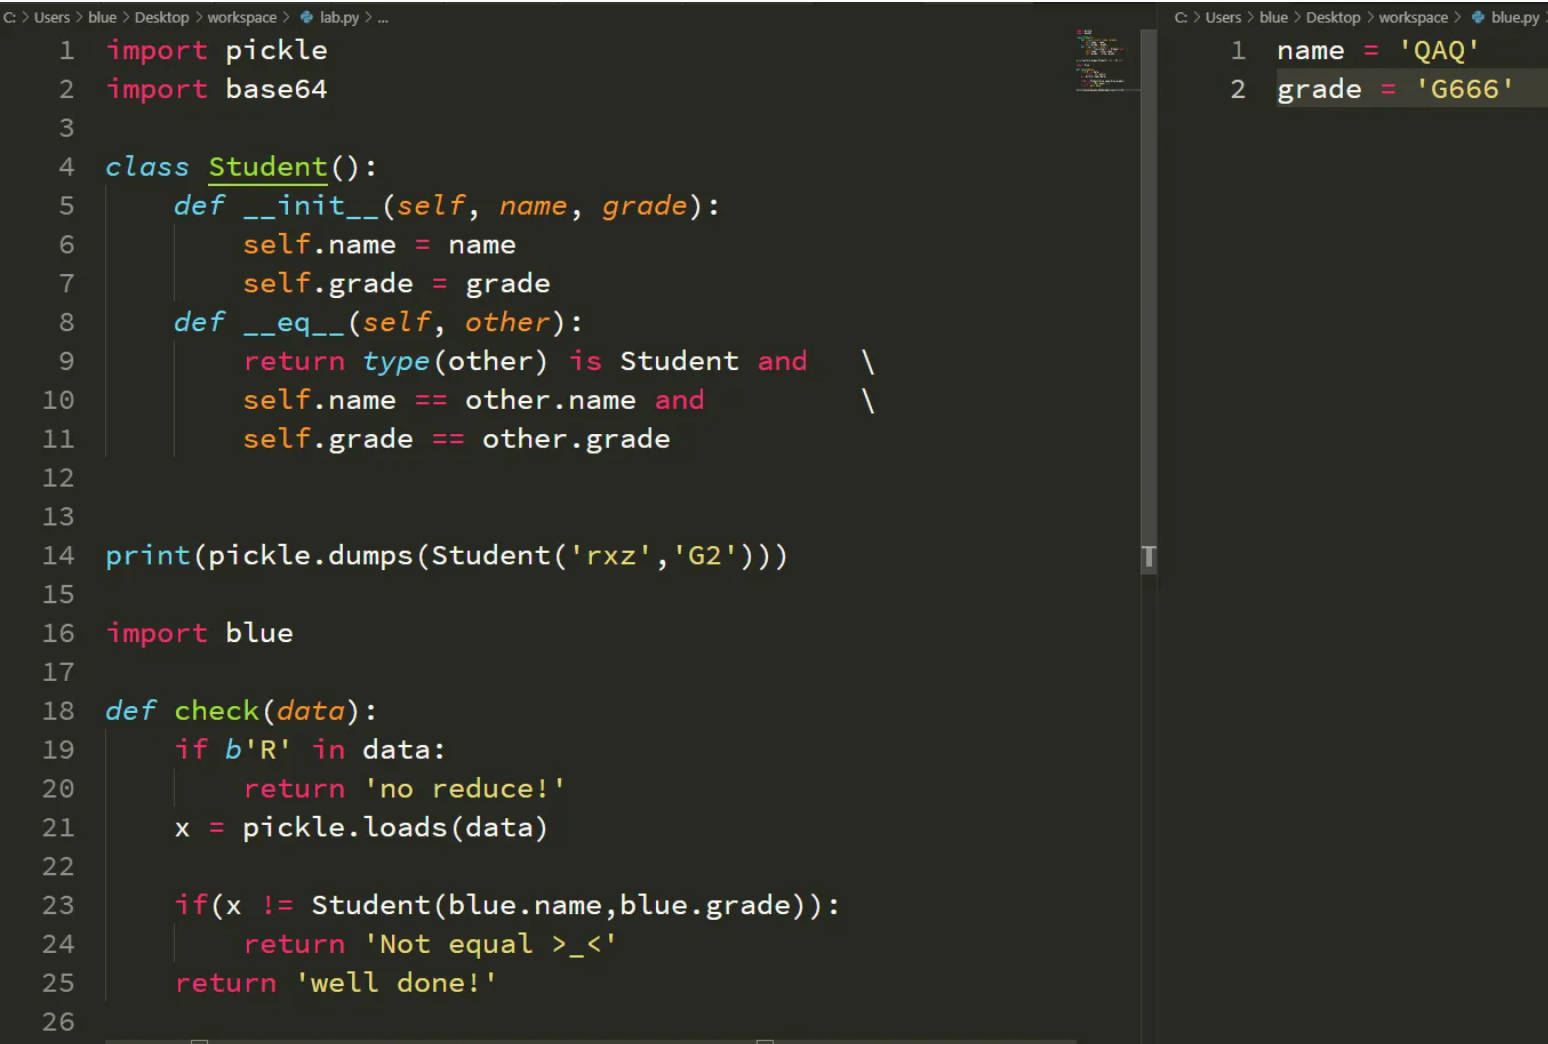 C: > Users > blue > Desktop > workspace > lab.py > ...
1 import pickle
2 import base64
3
4 class Student():
5     def __init__(self, name, grade):
6         self.name = name
7         self.grade = grade
8     def __eq__(self, other):
9         return type(other) is Student and   \
10         self.name == other.name and         \
11         self.grade == other.grade
12
13
14 print(pickle.dumps(Student('rxz','G2')))
15
16 import blue
17
18 def check(data):
19     if b'R' in data:
20         return 'no reduce!'
21     x = pickle.loads(data)
22
23     if(x != Student(blue.name,blue.grade)):
24         return 'Not equal >_<'
25     return 'well done!'
26
C: > Users > blue > Desktop > workspace > blue.py
1 name = 'QAQ'
2 grade = 'G666'